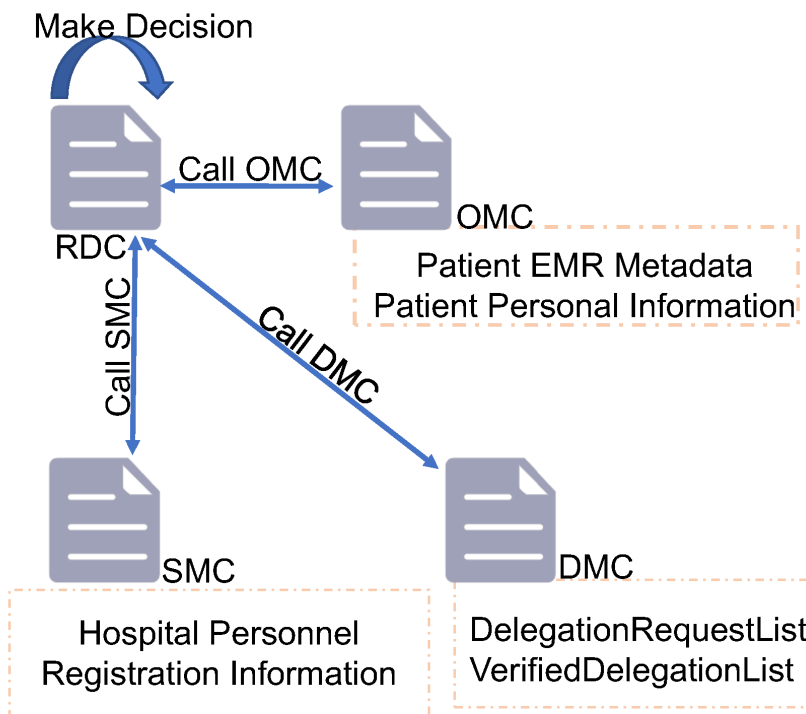 Make Decision
Call OMC
OMC
RDC
Patient EMR Metadata
Patient Personal Information
Call SMC
Call DMC
SMC
DMC
Hospital Personnel
Registration Information
DelegationRequestList
VerifiedDelegationList